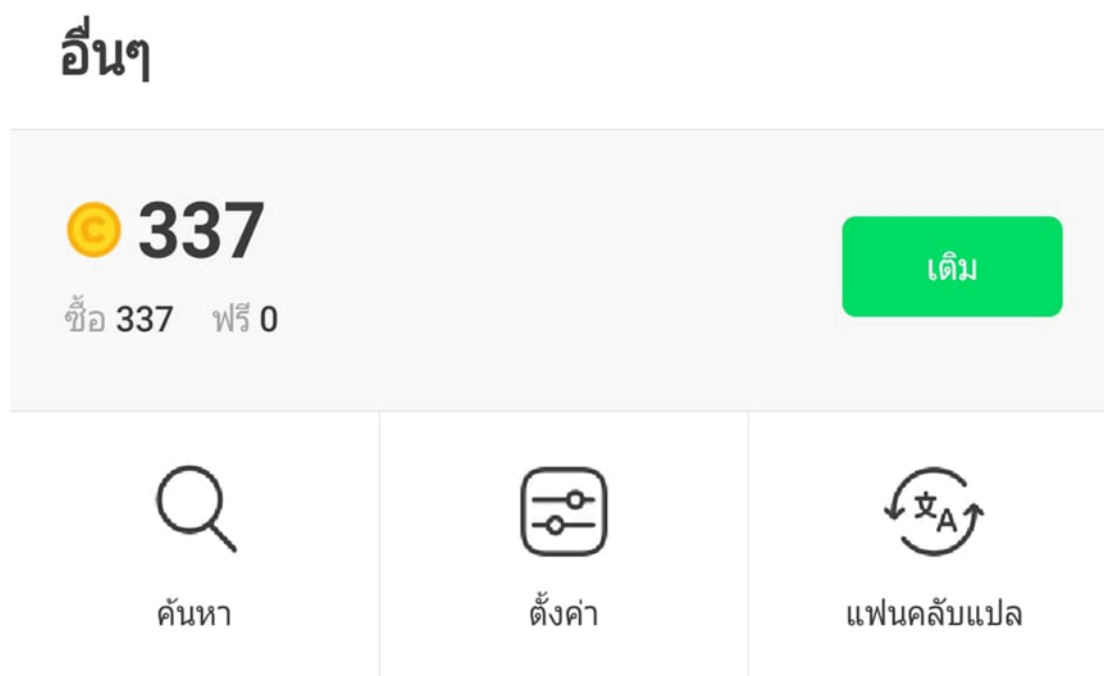 อื่นๆ
337
เติม
ซื้อ 337 ฟรี 0
ค้นหา
ตั้งค่า
แฟนคลับแปล